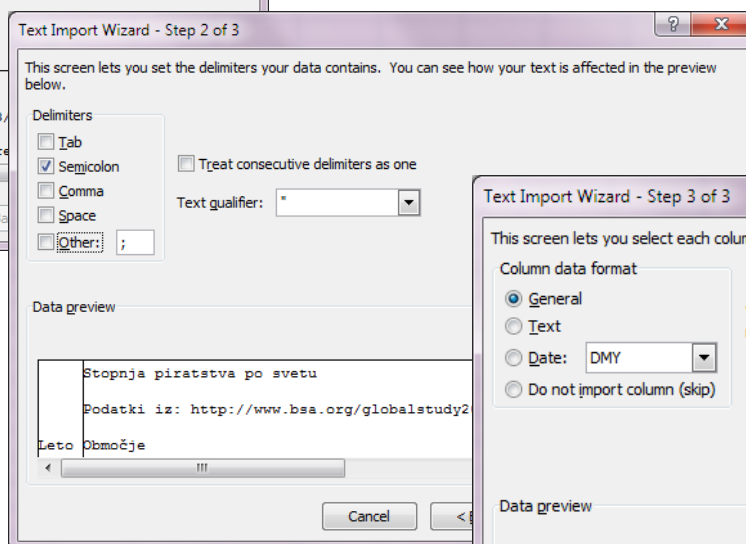 Text Import Wizard - Step 2 of 3
This screen lets you set the delimiters your data contains. You can see how your text is affected in the preview
below.
Delimiters
Tab
Semicolon
Comma
Space
Other: ;
Treat consecutive delimiters as one
Text qualifier: "
Data preview
Stopnja piratstva po svetu
Podatki iz: http://www.bsa.org/globalstudy2
Leto Območje
Cancel
<
Text Import Wizard - Step 3 of 3
This screen lets you select each
Column data format
General
Text
Date: DMY
Do not import column (skip)
Data preview